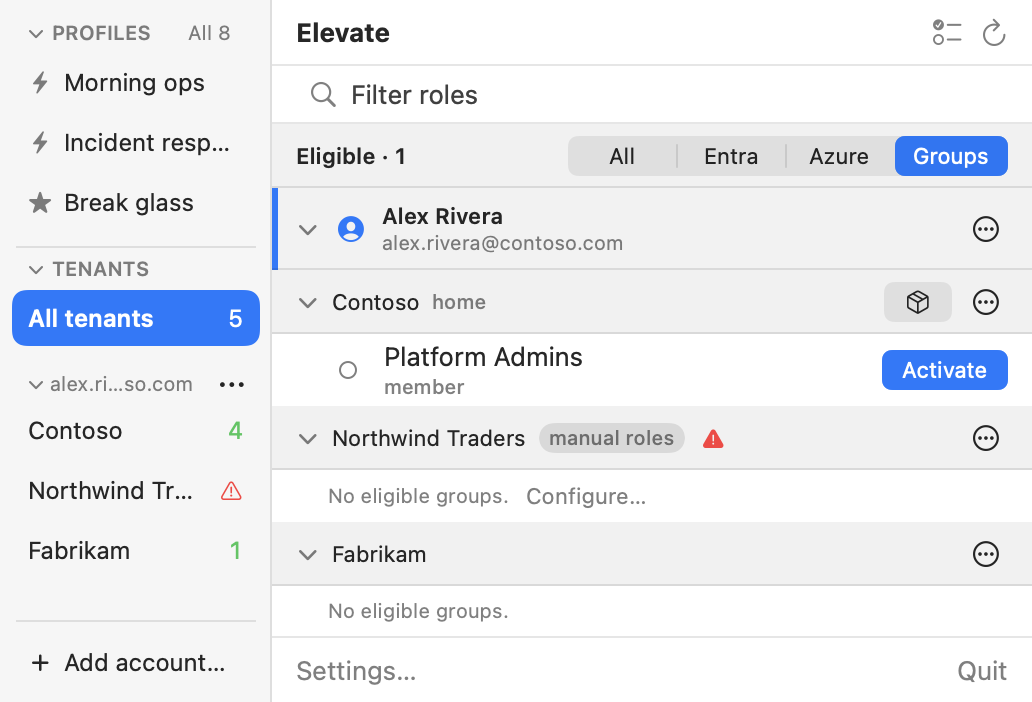 PROFILES All 8
Morning ops
Incident resp...
Break glass
TENANTS
All tenants 5
alex.ri...so.com
Contoso 4
Northwind Tr...
Fabrikam 1
+ Add account...
Elevate
Filter roles
Eligible · 1 All Entra Azure Groups
Alex Rivera
alex.rivera@contoso.com
Contoso home
Platform Admins
member
Activate
Northwind Traders manual roles
No eligible groups. Configure...
Fabrikam
No eligible groups.
Settings... Quit